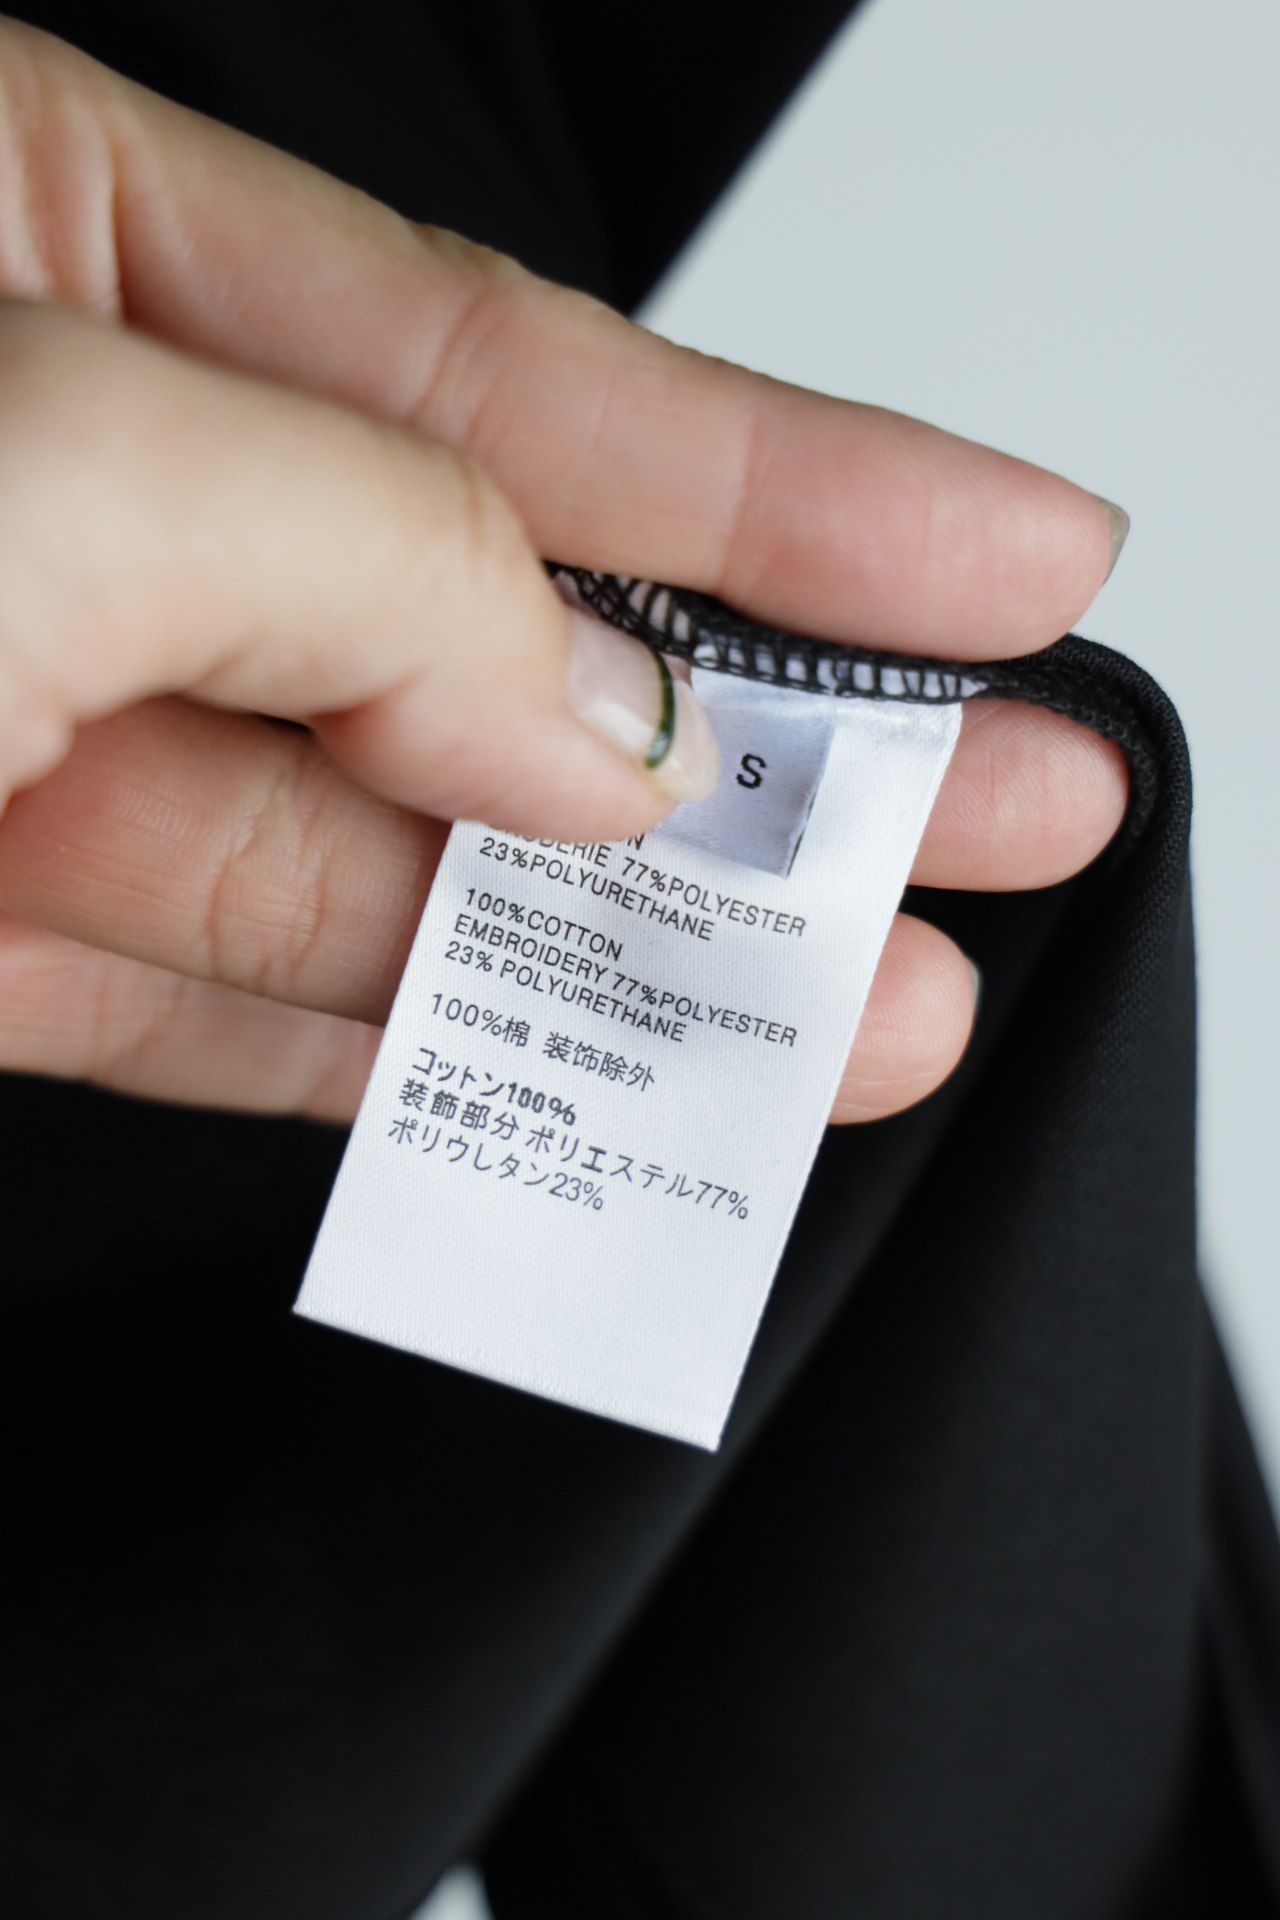 S
77%POLYESTER
23%POLYURETHANE
100%COTTON
EMBROIDERY 77%POLYESTER
23% POLYURETHANE
100%棉 装饰除外
コットン100%
装飾部分 ポリエステル77%
ポリウレタン23%